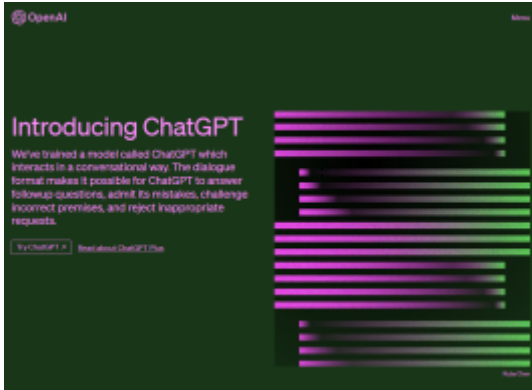 OpenAI
Menu
Introducing ChatGPT
We've trained a model called ChatGPT which
interacts in a conversational way. The dialogue
format makes it possible for ChatGPT to answer
followup questions, admit its mistakes, challenge
incorrect premises, and reject inappropriate
requests.
Try ChatGPT ↗
Read about ChatGPT Plus